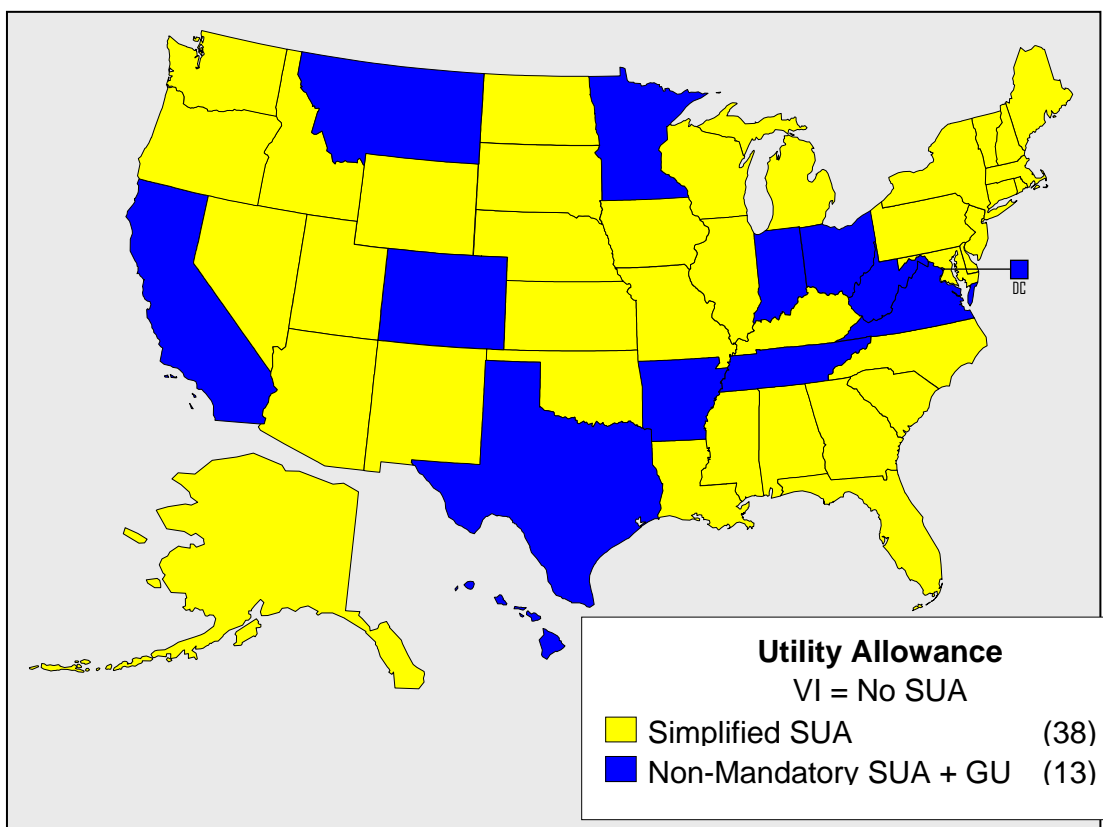 DC
Utility Allowance
VI = No SUA
Simplified SUA (38)
Non-Mandatory SUA + GU (13)